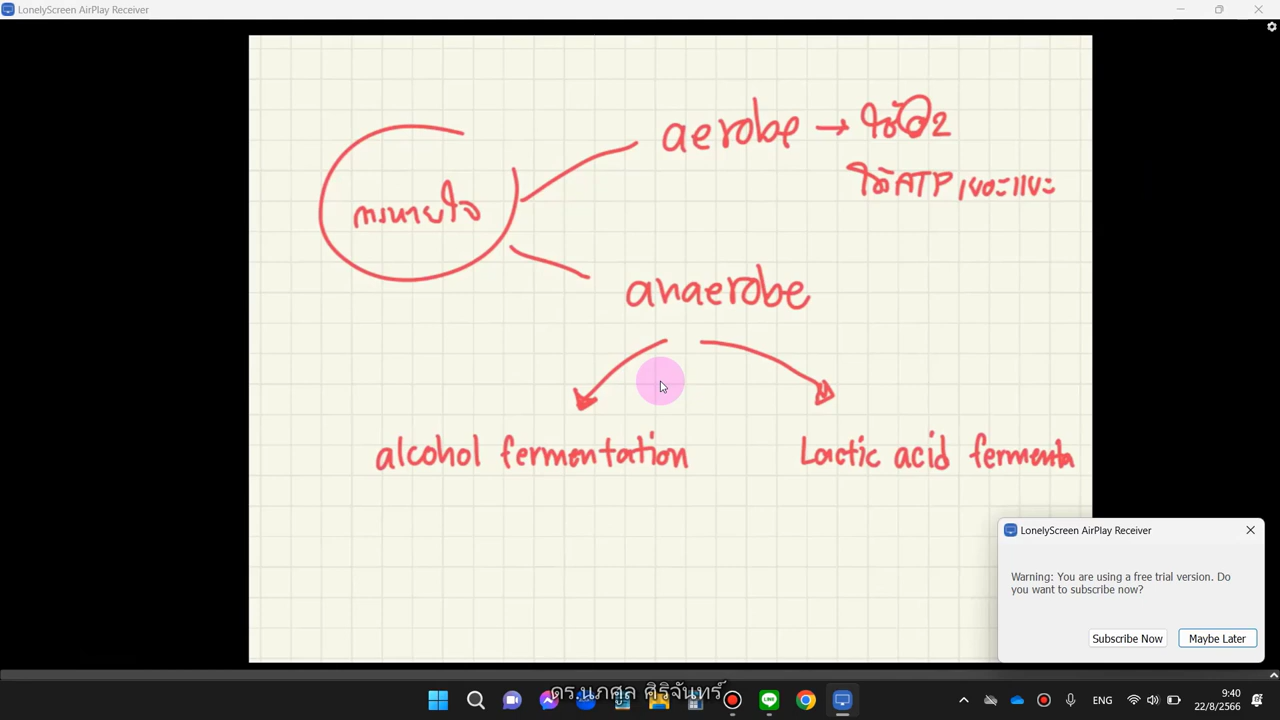 LonelyScreen AirPlay Receiver
aerobe → ใช้O2
ได้ATP เยอะแยะ
การหายใจ
anaerobe
alcohol fermentation
Lactic acid fermenta
LonelyScreen AirPlay Receiver
Warning: You are using a free trial version. Do
you want to subscribe now?
Subscribe Now
Maybe Later
ดร.นภศูล ศิริจันทร์
ENG
9:40
22/8/2566